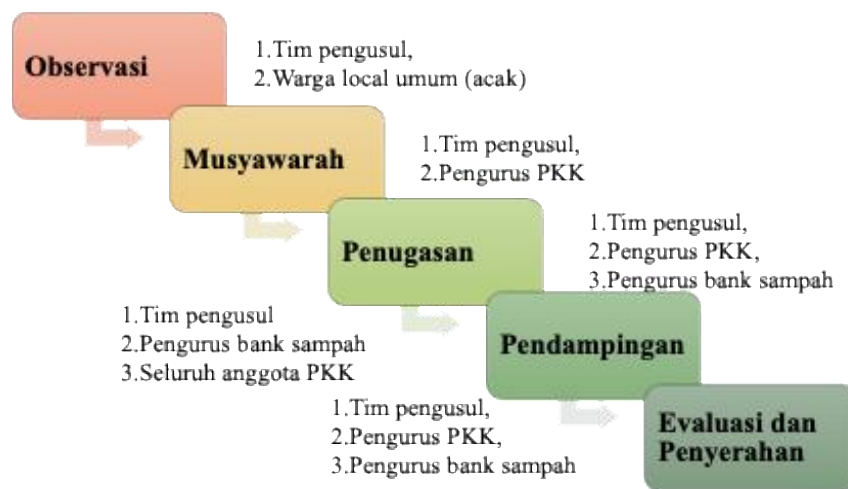 Observasi
1.Tim pengusul,
2.Warga local umum (acak)
Musyawarah
1.Tim pengusul,
2.Pengurus PKK
Penugasan
1.Tim pengusul,
2.Pengurus PKK,
3.Pengurus bank sampah
Pendampingan
1.Tim pengusul
2.Pengurus bank sampah
3.Seluruh anggota PKK
Evaluasi dan
Penyerahan
1.Tim pengusul,
2.Pengurus PKK,
3.Pengurus bank sampah